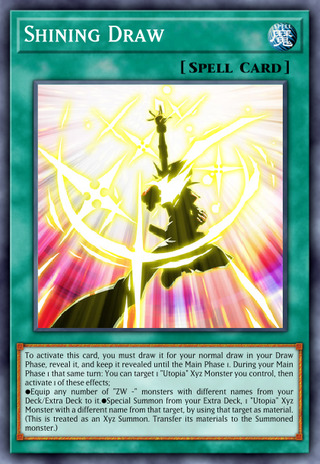 Shining Draw
魔
[ Spell Card ]
To activate this card, you must draw it for your normal draw in your Draw
Phase, reveal it, and keep it revealed until the Main Phase 1. During your Main
Phase 1 that same turn: You can target 1 "Utopia" Xyz Monster you control, then
activate 1 of these effects;
●Equip any number of "ZW -" monsters with different names from your
Deck/Extra Deck to it.●Special Summon from your Extra Deck, 1 "Utopia" Xyz
Monster with a different name from that target, by using that target as material.
(This is treated as an Xyz Summon. Transfer its materials to the Summoned
monster.)